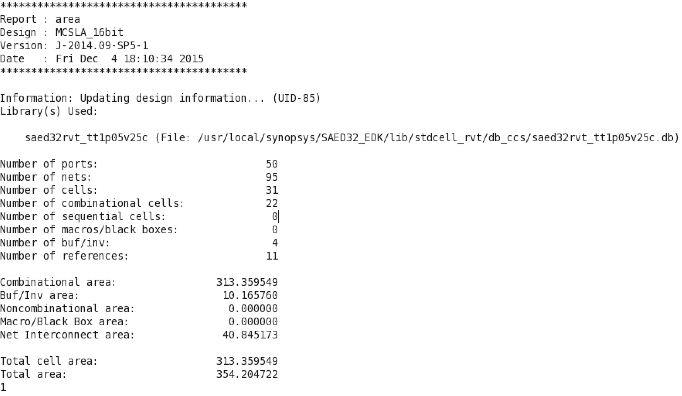 ****************************************
Report : area
Design : MCSLA_16bit
Version: J-2014.09-SP5-1
Date   : Fri Dec  4 18:10:34 2015
****************************************
Information: Updating design information... (UID-85)
Library(s) Used:
    saed32rvt_tt1p05v25c (File: /usr/local/synopsys/SAED32_EDK/lib/stdcell_rvt/db_ccs/saed32rvt_tt1p05v25c.db)
Number of ports:                           50
Number of nets:                            95
Number of cells:                           31
Number of combinational cells:             22
Number of sequential cells:                 0
Number of macros/black boxes:               0
Number of buf/inv:                          4
Number of references:                      11
Combinational area:                313.359549
Buf/Inv area:                       10.165760
Noncombinational area:               0.000000
Macro/Black Box area:                0.000000
Net Interconnect area:              40.845173
Total cell area:                   313.359549
Total area:                        354.204722
1